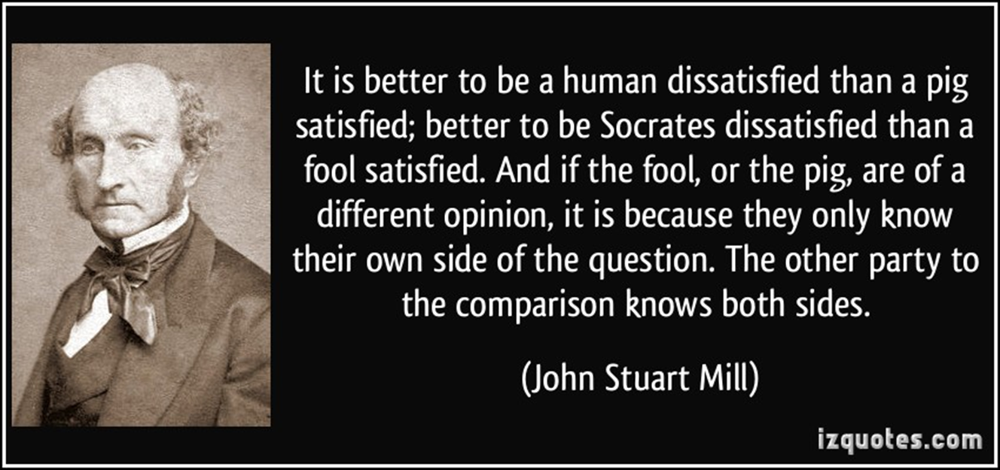 It is better to be a human dissatisfied than a pig
satisfied; better to be Socrates dissatisfied than a
fool satisfied. And if the fool, or the pig, are of a
different opinion, it is because they only know
their own side of the question. The other party to
the comparison knows both sides.
(John Stuart Mill)
izquotes.com